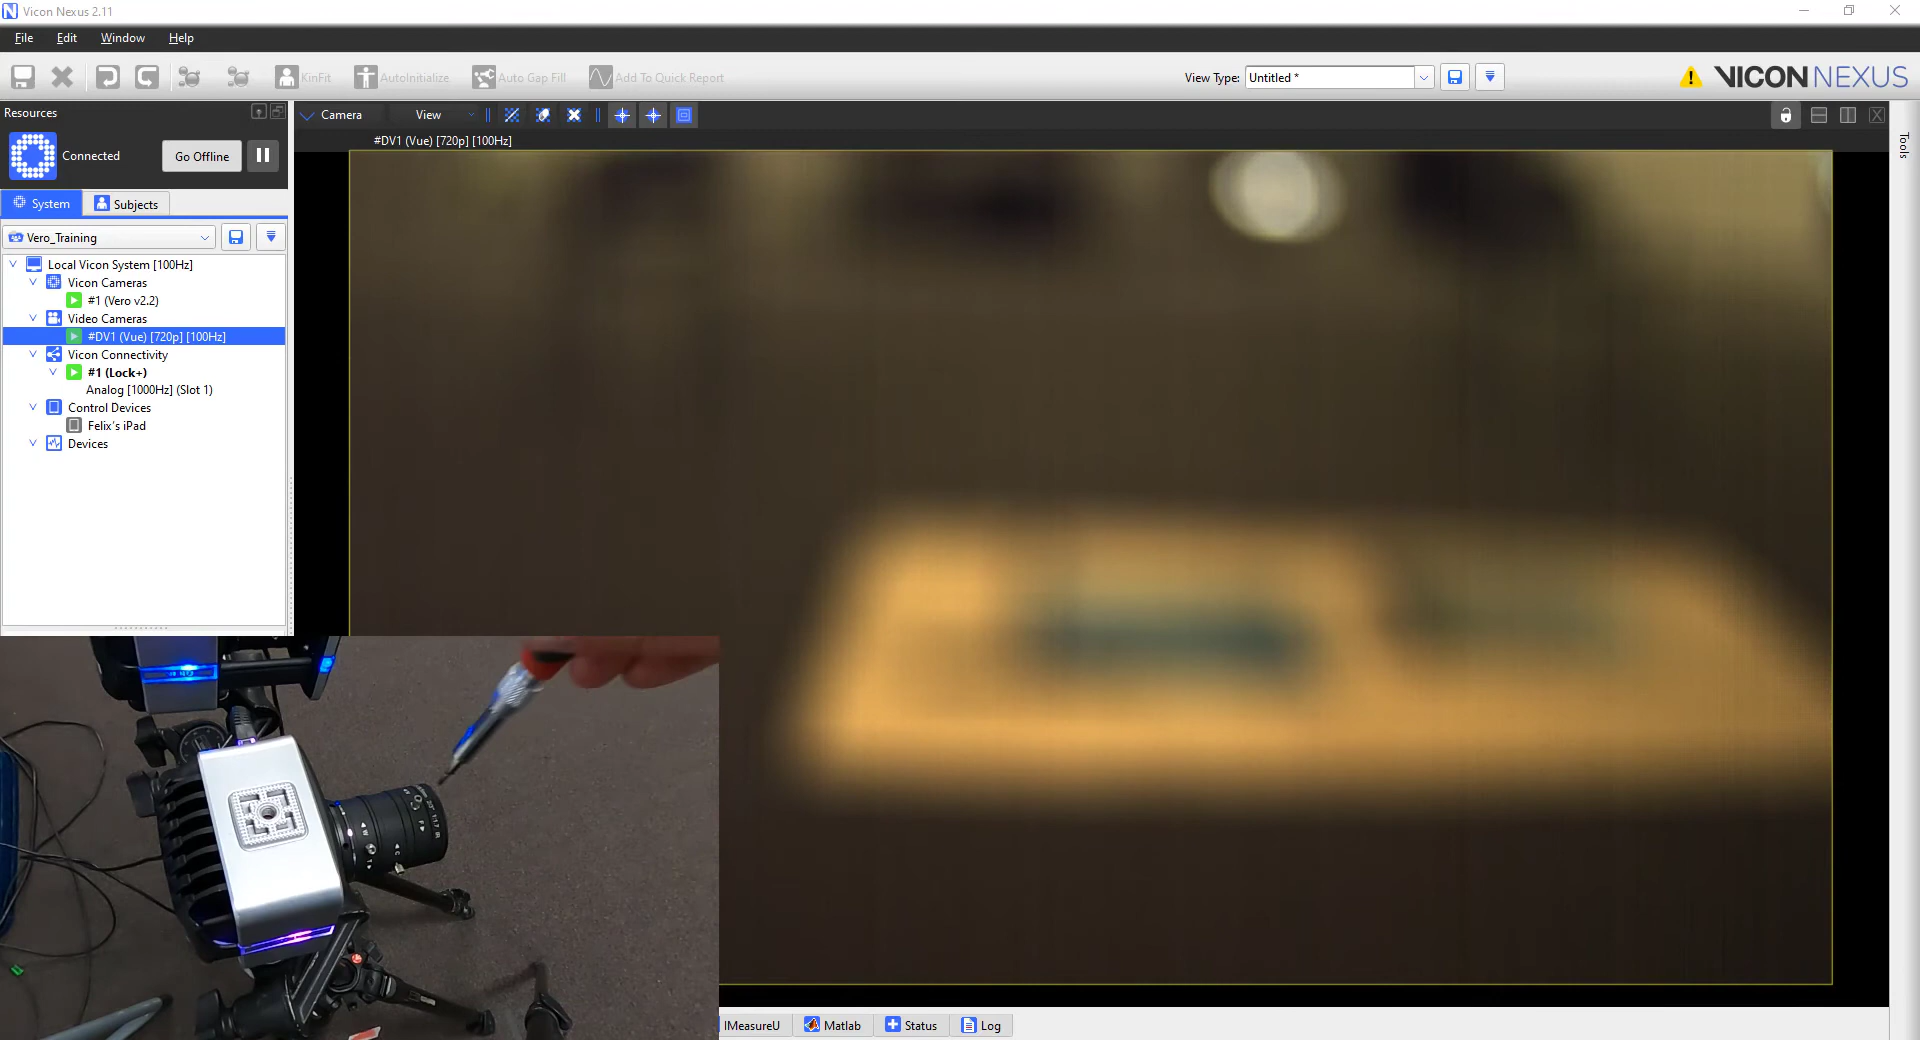 Vicon Nexus 2.11
File Edit Window Help
KinFit AutoInitialize Auto Gap Fill Add To Quick Report View Type: Untitled * VICON NEXUS
Resources
Camera View
#DV1 (Vue) [720p] [100Hz]
Connected Go Offline
Tools
System Subjects
Vero_Training
Local Vicon System [100Hz]
Vicon Cameras
#1 (Vero v2.2)
Video Cameras
#DV1 (Vue) [720p] [100Hz]
Vicon Connectivity
#1 (Lock+)
Analog [1000Hz] (Slot 1)
Control Devices
Felix's iPad
Devices
IMeasureU Matlab Status Log